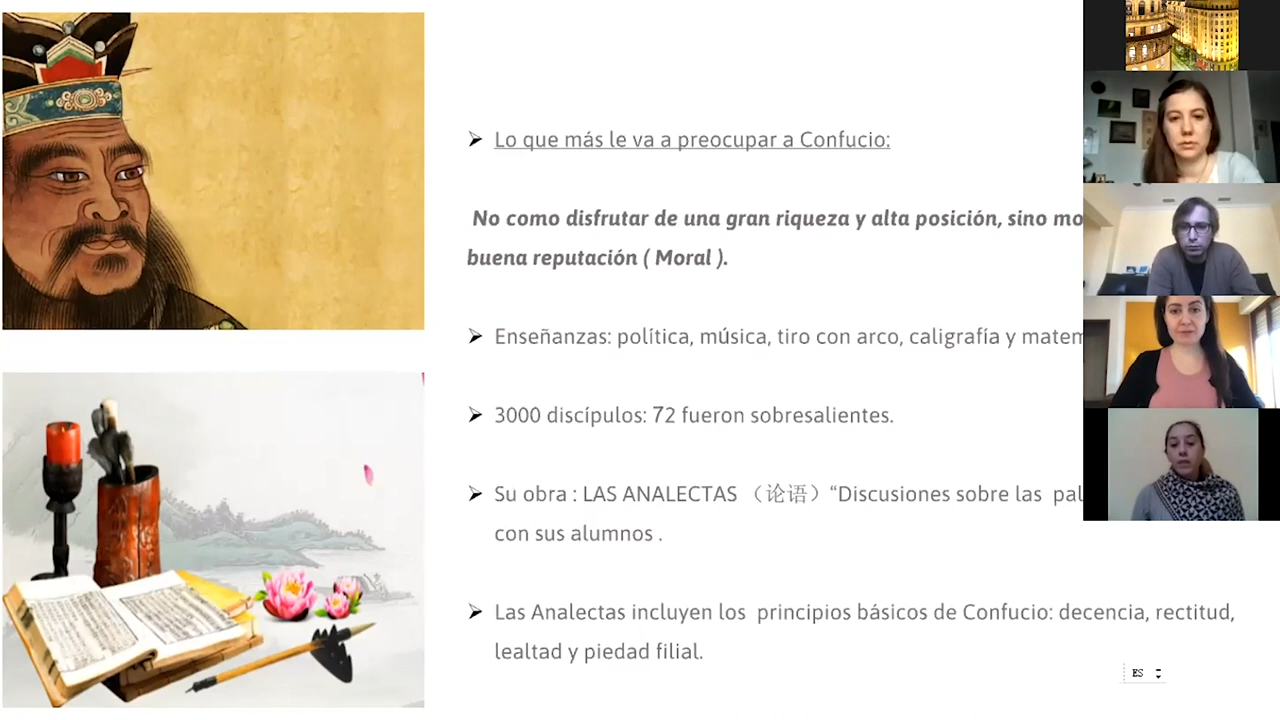 Lo que más le va a preocupar a Confucio:
No como disfrutar de una gran riqueza y alta posición, sino
buena reputación ( Moral ).
Enseñanzas: política, música, tiro con arco, caligrafía y
3000 discípulos: 72 fueron sobresalientes.
Su obra : LAS ANALECTAS （论语）“Discusiones sobre las
con sus alumnos .
Las Analectas incluyen los principios básicos de Confucio: decencia, rectitud,
lealtad y piedad filial.
ES